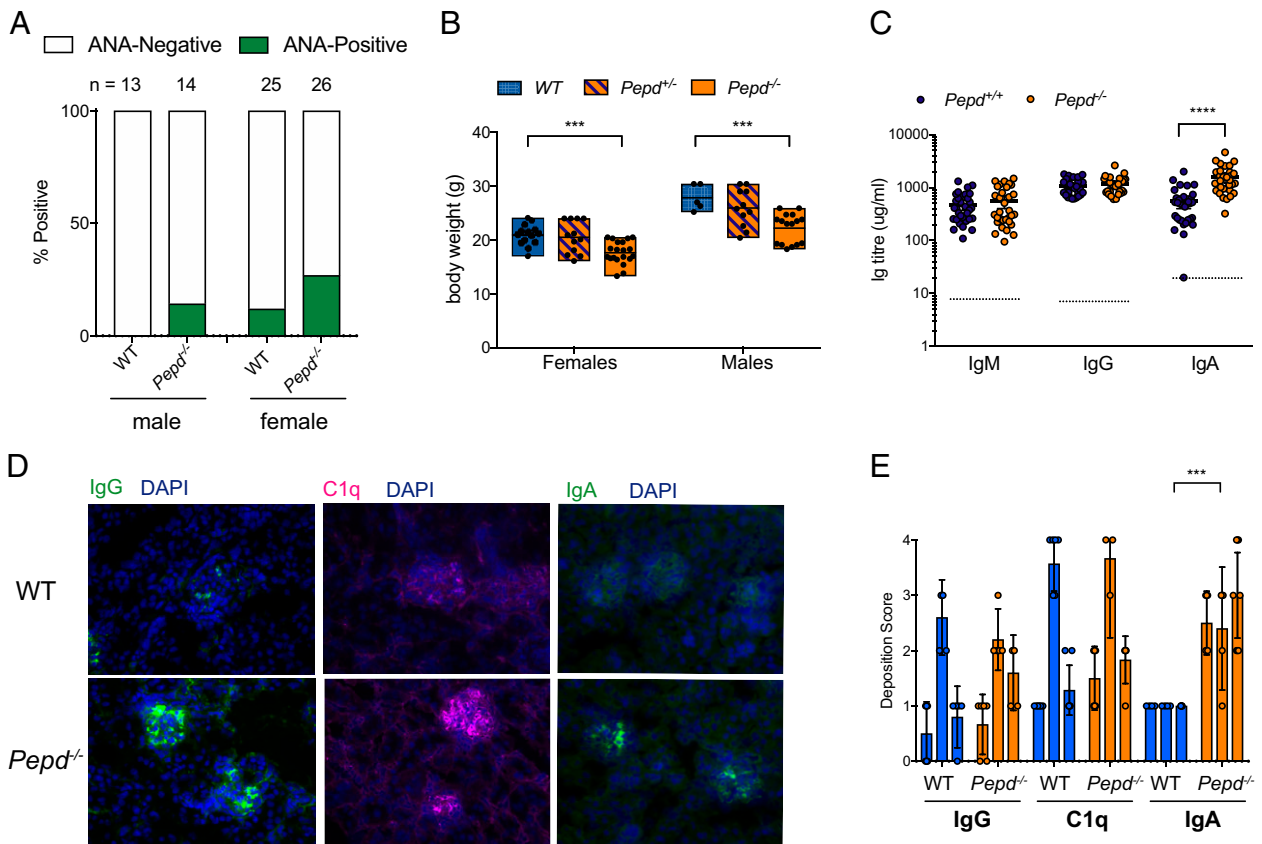 A
ANA-Negative ANA-Positive
n = 13 14 25 26
100
50
0
% Positive
WT Pepd-/- WT Pepd-/-
male female
B
WT Pepd+/- Pepd-/-
*** ***
40
30
20
10
0
body weight (g)
Females Males
C
Pepd+/+ Pepd-/-
****
10000
1000
100
10
1
Ig titre (ug/ml)
IgM IgG IgA
D
IgG DAPI C1q DAPI IgA DAPI
WT
Pepd-/-
E
***
4
3
2
1
0
Deposition Score
WT Pepd-/- WT Pepd-/- WT Pepd-/-
IgG C1q IgA